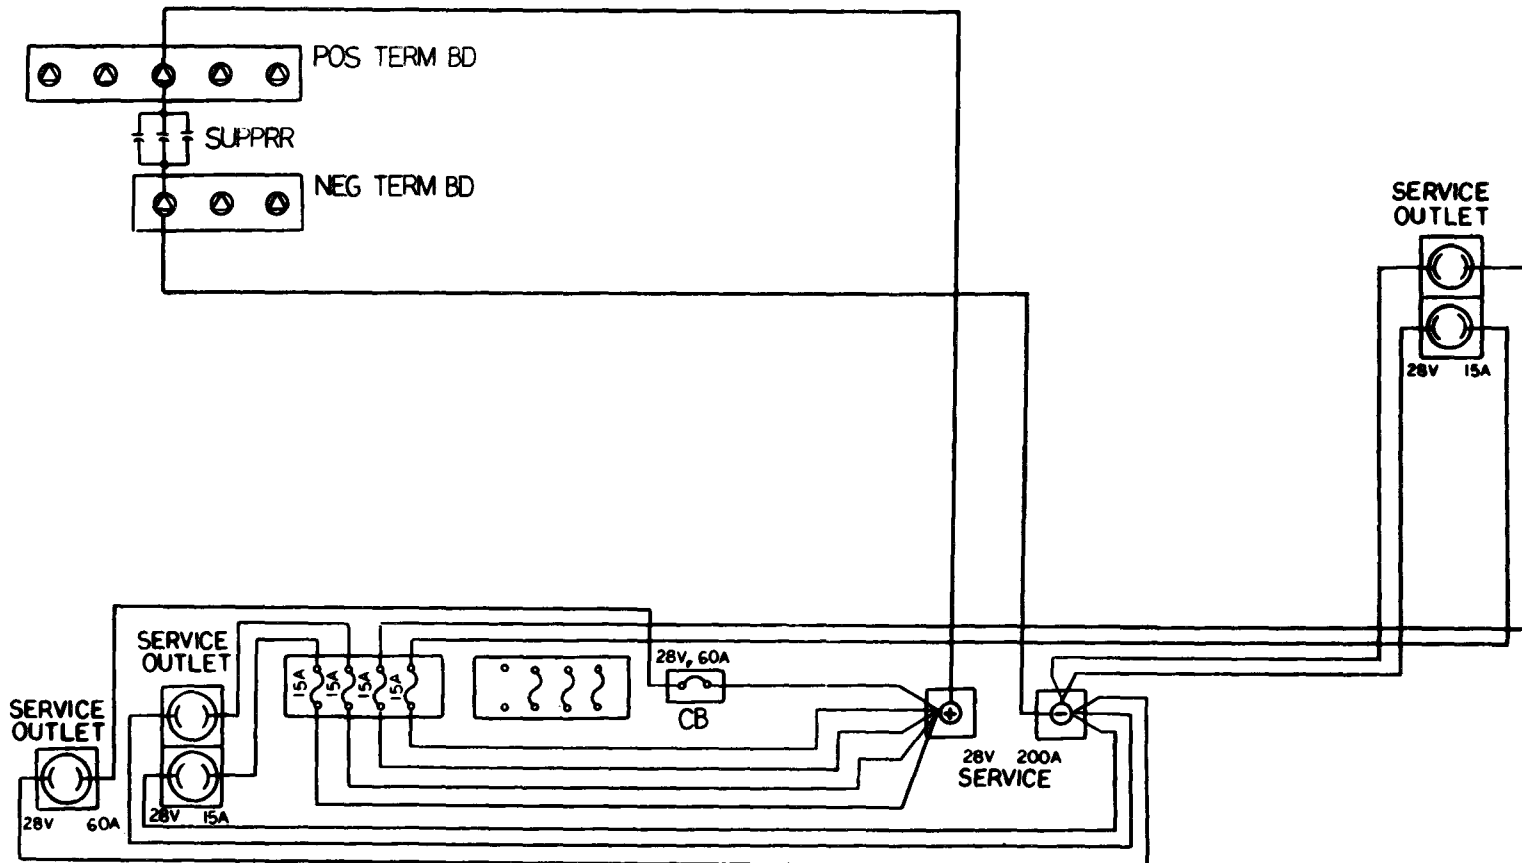 POS TERM BD
SUPPRR
NEG TERM BD
SERVICE
OUTLET
28V 15A
SERVICE
OUTLET
15A 15A 15A 15A
28V, 60A
CB
SERVICE
OUTLET
28V 60A
28V 15A
+
−
28V 200A
SERVICE